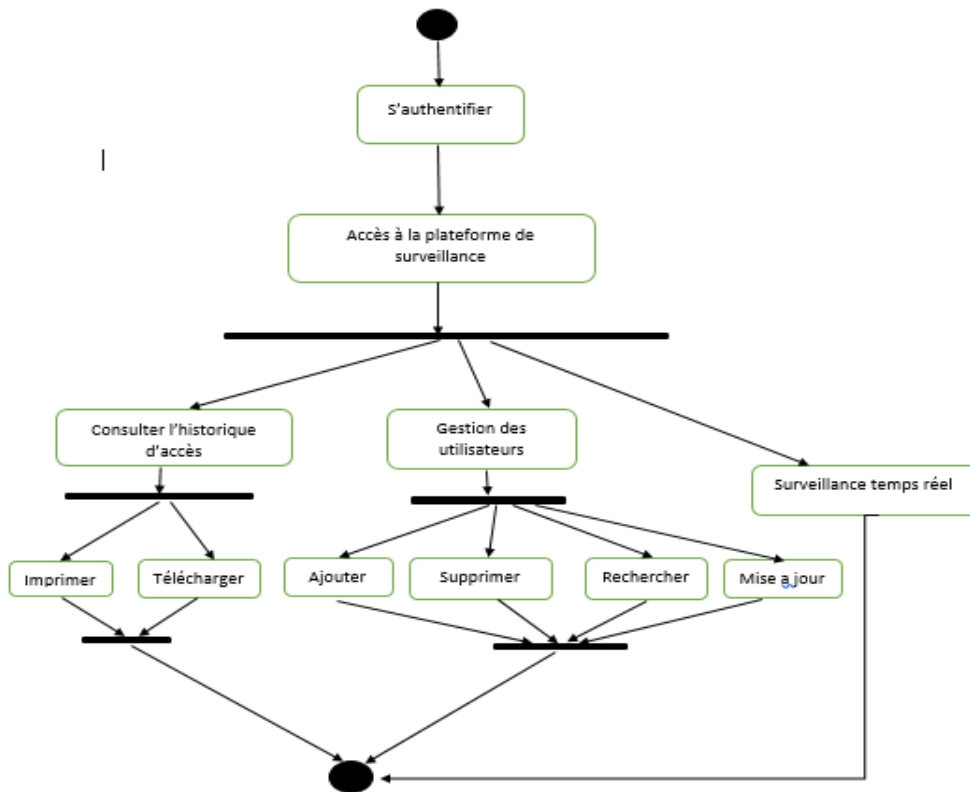 S'authentifier
Accès à la plateforme de
surveillance
Consulter l'historique
d'accès
Gestion des
utilisateurs
Surveillance temps réel
Imprimer
Télécharger
Ajouter
Supprimer
Rechercher
Mise a jour